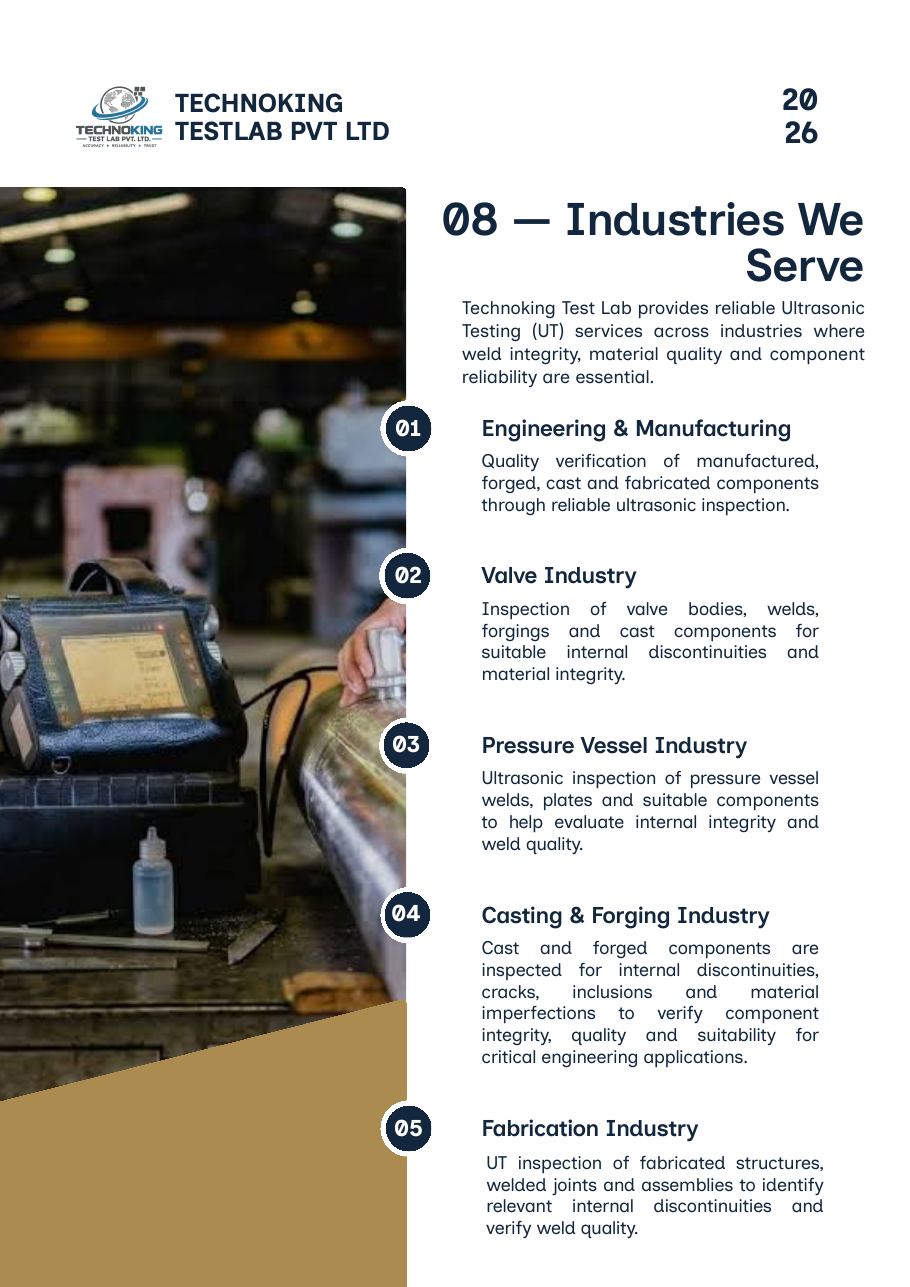 TECHNOKING
TEST LAB PVT. LTD.
ACCURACY • RELIABILITY • TRUST
TECHNOKING
TESTLAB PVT LTD
20
26
08 — Industries We
Serve
Technoking Test Lab provides reliable Ultrasonic
Testing (UT) services across industries where
weld integrity, material quality and component
reliability are essential.
01
Engineering & Manufacturing
Quality verification of manufactured,
forged, cast and fabricated components
through reliable ultrasonic inspection.
02
Valve Industry
Inspection of valve bodies, welds,
forgings and cast components for
suitable internal discontinuities and
material integrity.
03
Pressure Vessel Industry
Ultrasonic inspection of pressure vessel
welds, plates and suitable components
to help evaluate internal integrity and
weld quality.
04
Casting & Forging Industry
Cast and forged components are
inspected for internal discontinuities,
cracks, inclusions and material
imperfections to verify component
integrity, quality and suitability for
critical engineering applications.
05
Fabrication Industry
UT inspection of fabricated structures,
welded joints and assemblies to identify
relevant internal discontinuities and
verify weld quality.